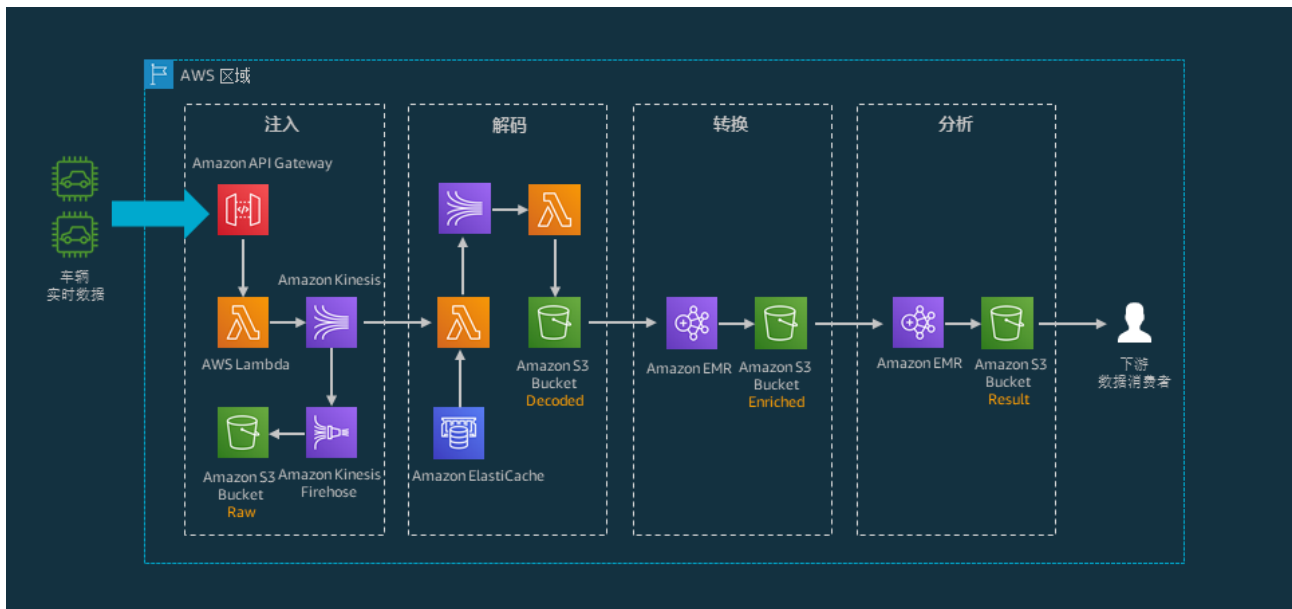 AWS 区域
注入
解码
转换
分析
Amazon API Gateway
车辆
实时数据
Amazon Kinesis
AWS Lambda
Amazon S3
Bucket
Raw
Amazon Kinesis
Firehose
Amazon S3
Bucket
Decoded
Amazon ElastiCache
Amazon EMR
Amazon S3
Bucket
Enriched
Amazon EMR
Amazon S3
Bucket
Result
下游
数据消费者